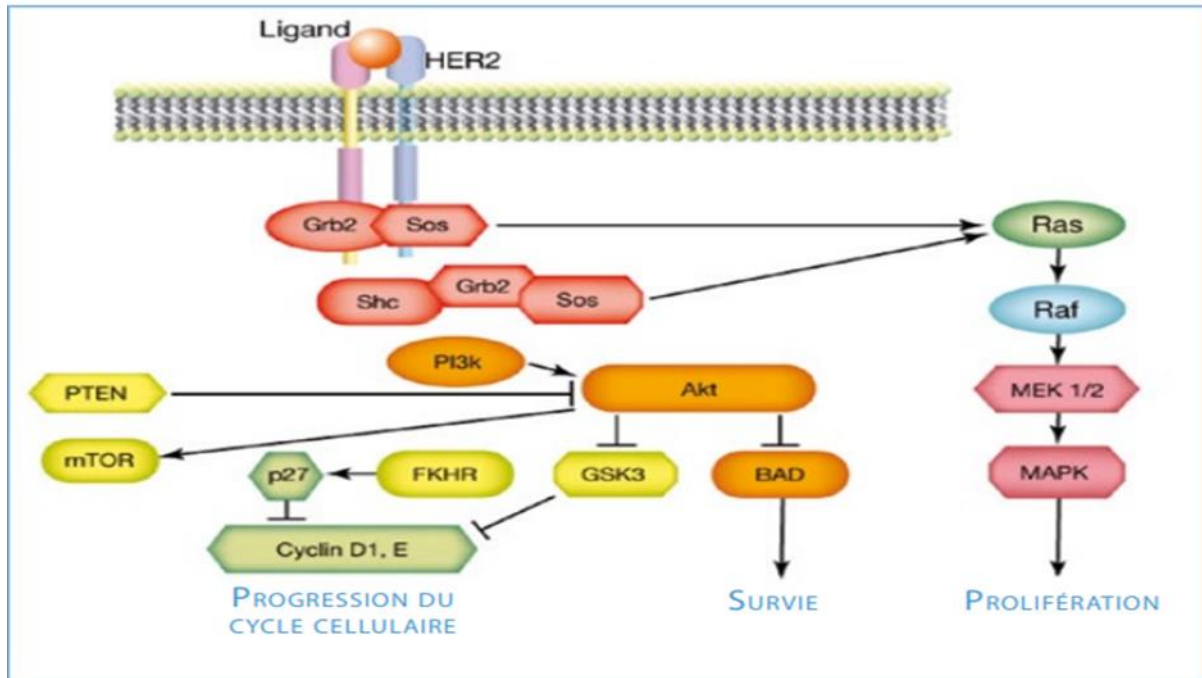 Ligand
HER2
Grb2
Sos
Ras
Shc
Grb2
Sos
Raf
PI3k
PTEN
Akt
MEK 1/2
mTOR
p27
FKHR
GSK3
BAD
MAPK
Cyclin D1, E
PROGRESSION DU
CYCLE CELLULAIRE
SURVIE
PROLIFÉRATION